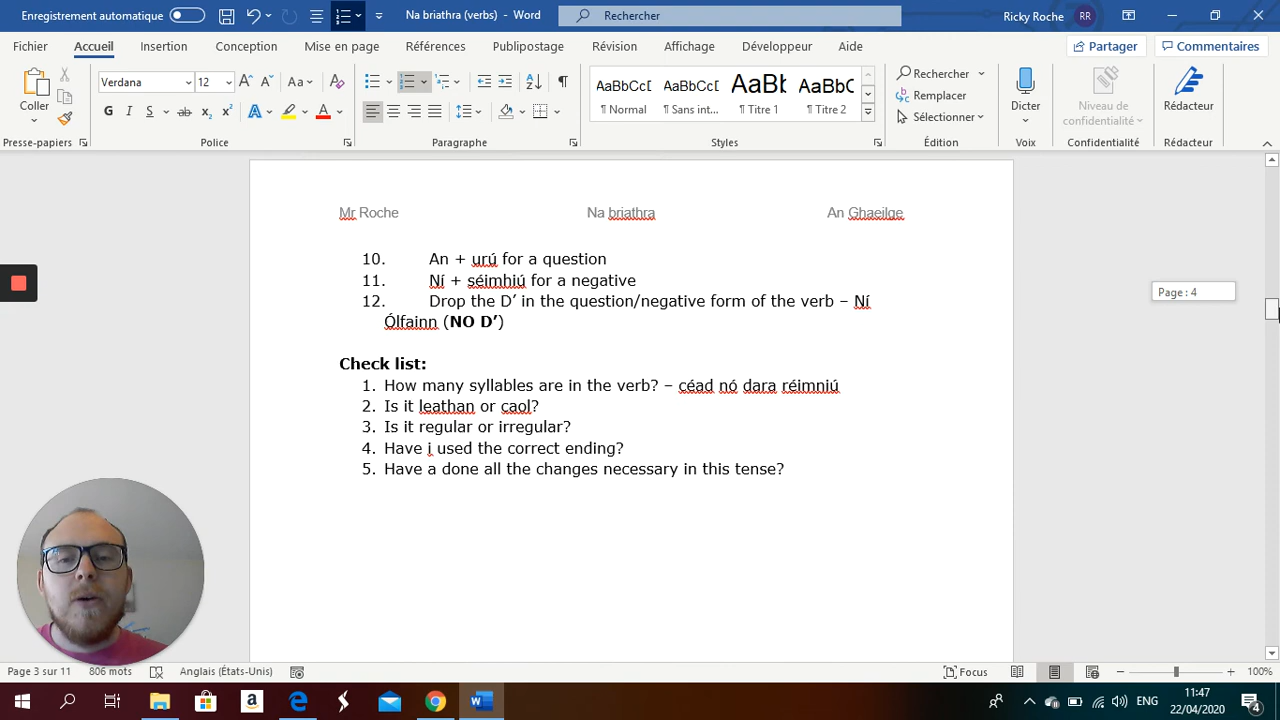 Enregistrement automatique
Na briathra (verbs) - Word
Rechercher
Ricky Roche
RR
Fichier Accueil Insertion Conception Mise en page Références Publipostage Révision Affichage Développeur Aide
Partager Commentaires
Coller
Verdana 12
G I S ab x₂ x²
Aa
AaBbCcD AaBbCcD AaBb AaBbC
¶ Normal ¶ Sans int... ¶ Titre 1 ¶ Titre 2
Rechercher
Remplacer
Sélectionner
Dicter
Niveau de
confidentialité
Rédacteur
Presse-papiers Police Paragraphe Styles Édition Voix Confidentialité Rédacteur
Mr Roche Na briathra An Ghaeilge
10. An + urú for a question
11. Ní + séimhiú for a negative
12. Drop the D’ in the question/negative form of the verb – Ní
Ólfainn (NO D’)
Check list:
1. How many syllables are in the verb? – céad nó dara réimniú
2. Is it leathan or caol?
3. Is it regular or irregular?
4. Have i used the correct ending?
5. Have a done all the changes necessary in this tense?
Page : 4
Page 3 sur 11 806 mots Anglais (États-Unis) Focus 100%
ENG
11:47
22/04/2020
4